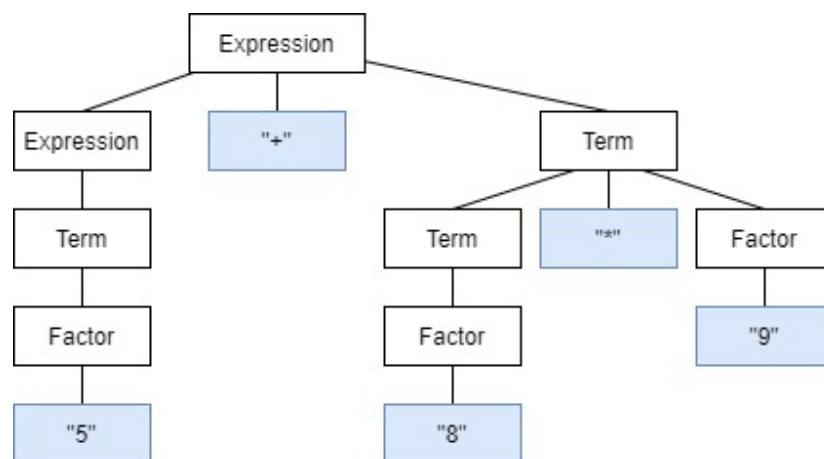 Expression
Expression
"+"
Term
Term
Term
"*"
Factor
Factor
Factor
"9"
"5"
"8"